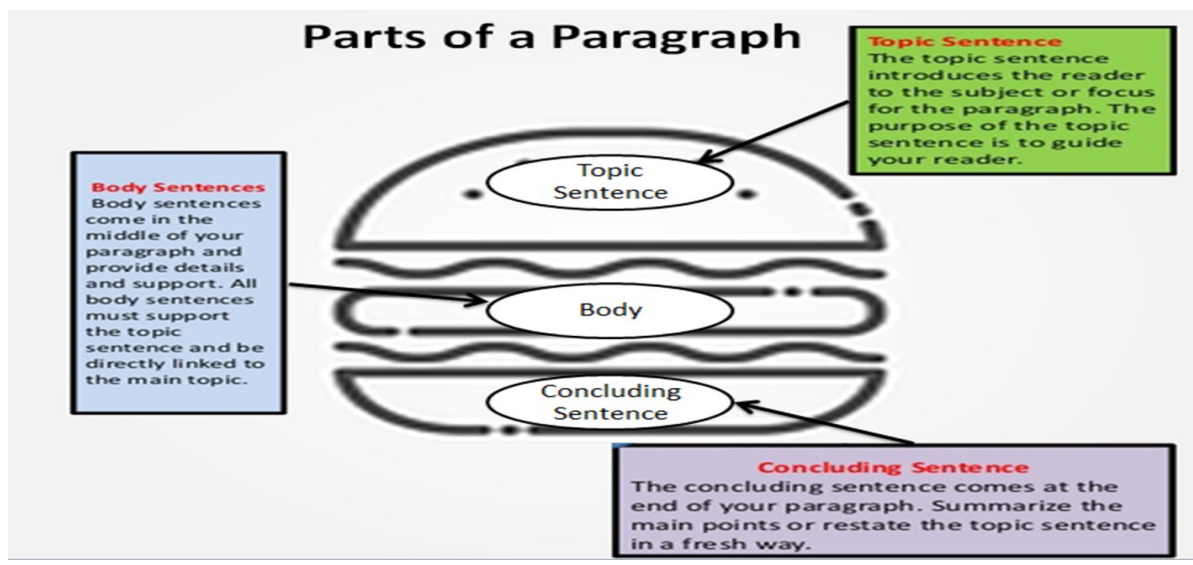 Parts of a Paragraph
Topic Sentence
The topic sentence
introduces the reader
to the subject or focus
for the paragraph. The
purpose of the topic
sentence is to guide
your reader.
Topic
Sentence
Body Sentences
Body sentences
come in the
middle of your
paragraph and
provide details
and support. All
body sentences
must support
the topic
sentence and be
directly linked to
the main topic.
Body
Concluding
Sentence
Concluding Sentence
The concluding sentence comes at the
end of your paragraph. Summarize the
main points or restate the topic sentence
in a fresh way.